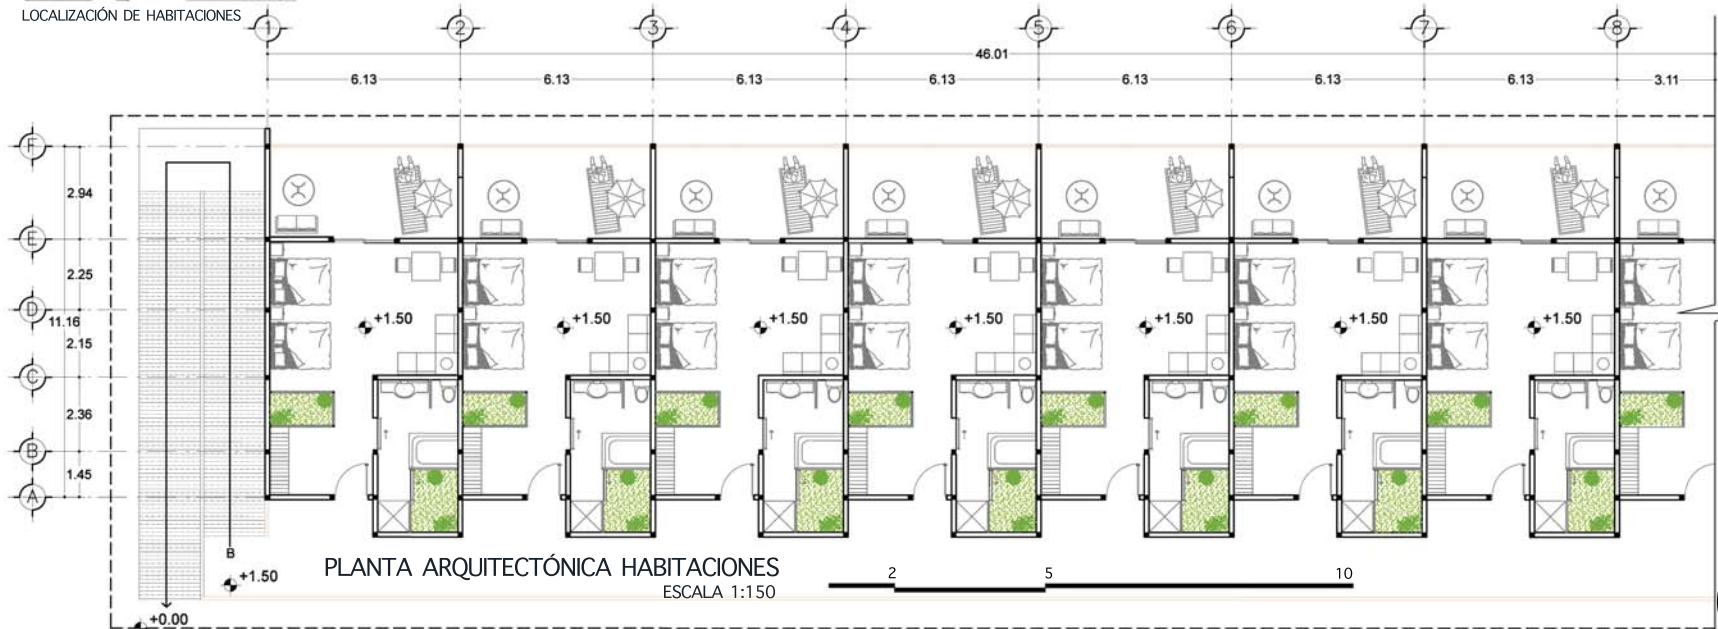 LOCALIZACIÓN DE HABITACIONES
1 2 3 4 5 6 7 8
46.01
6.13 6.13 6.13 6.13 6.13 6.13 6.13 3.11
F
2.94
E
2.25
D
11.16
2.15
C
2.36
B
1.45
A
+1.50 +1.50 +1.50 +1.50 +1.50 +1.50 +1.50
B
+1.50
+0.00
PLANTA ARQUITECTÓNICA HABITACIONES
ESCALA 1:150
2 5 10